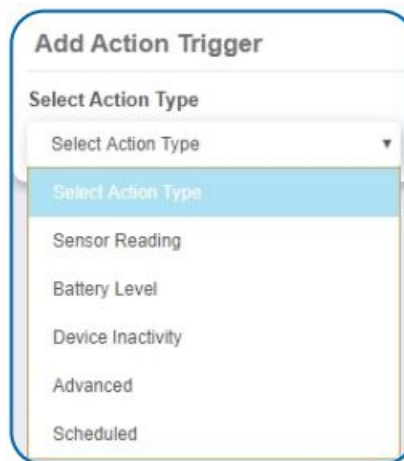 Add Action Trigger
Select Action Type
Select Action Type
Select Action Type
Sensor Reading
Battery Level
Device Inactivity
Advanced
Scheduled